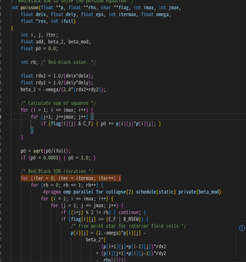 /* Red/Black SOR to solve the poisson equation */
int poisson(float **p, float **rhs, char **flag, int imax, int jmax,
float delx, float dely, float eps, int itermax, float omega,
float *res, int ifull)
{
int i, j, iter;
float add, beta_2, beta_mod;
float p0 = 0.0;
int rb; /* Red-black value. */
float rdx2 = 1.0/(delx*delx);
float rdy2 = 1.0/(dely*dely);
beta_2 = -omega/(2.0*(rdx2+rdy2));
/* Calculate sum of squares */
for (i = 1; i <= imax; i++) {
for (j=1; j<=jmax; j++) {
if (flag[i][j] & C_F) { p0 += p[i][j]*p[i][j]; }
}
}
p0 = sqrt(p0/ifull);
if (p0 < 0.0001) { p0 = 1.0; }
/* Red/Black SOR-iteration */
for (iter = 0; iter < itermax; iter++) {
for (rb = 0; rb <= 1; rb++) {
#pragma omp parallel for collapse(2) schedule(static) private(beta_mod)
for (i = 1; i <= imax; i++) {
for (j = 1; j <= jmax; j++) {
if ((i+j) % 2 != rb) { continue; }
if (flag[i][j] == (C_F | B_NSEW)) {
/* five point star for interior fluid cells */
p[i][j] = (1.-omega)*p[i][j] -
beta_2*(
(p[i+1][j]+p[i-1][j])*rdx2
+ (p[i][j+1]+p[i][j-1])*rdy2
- rhs[i][j]